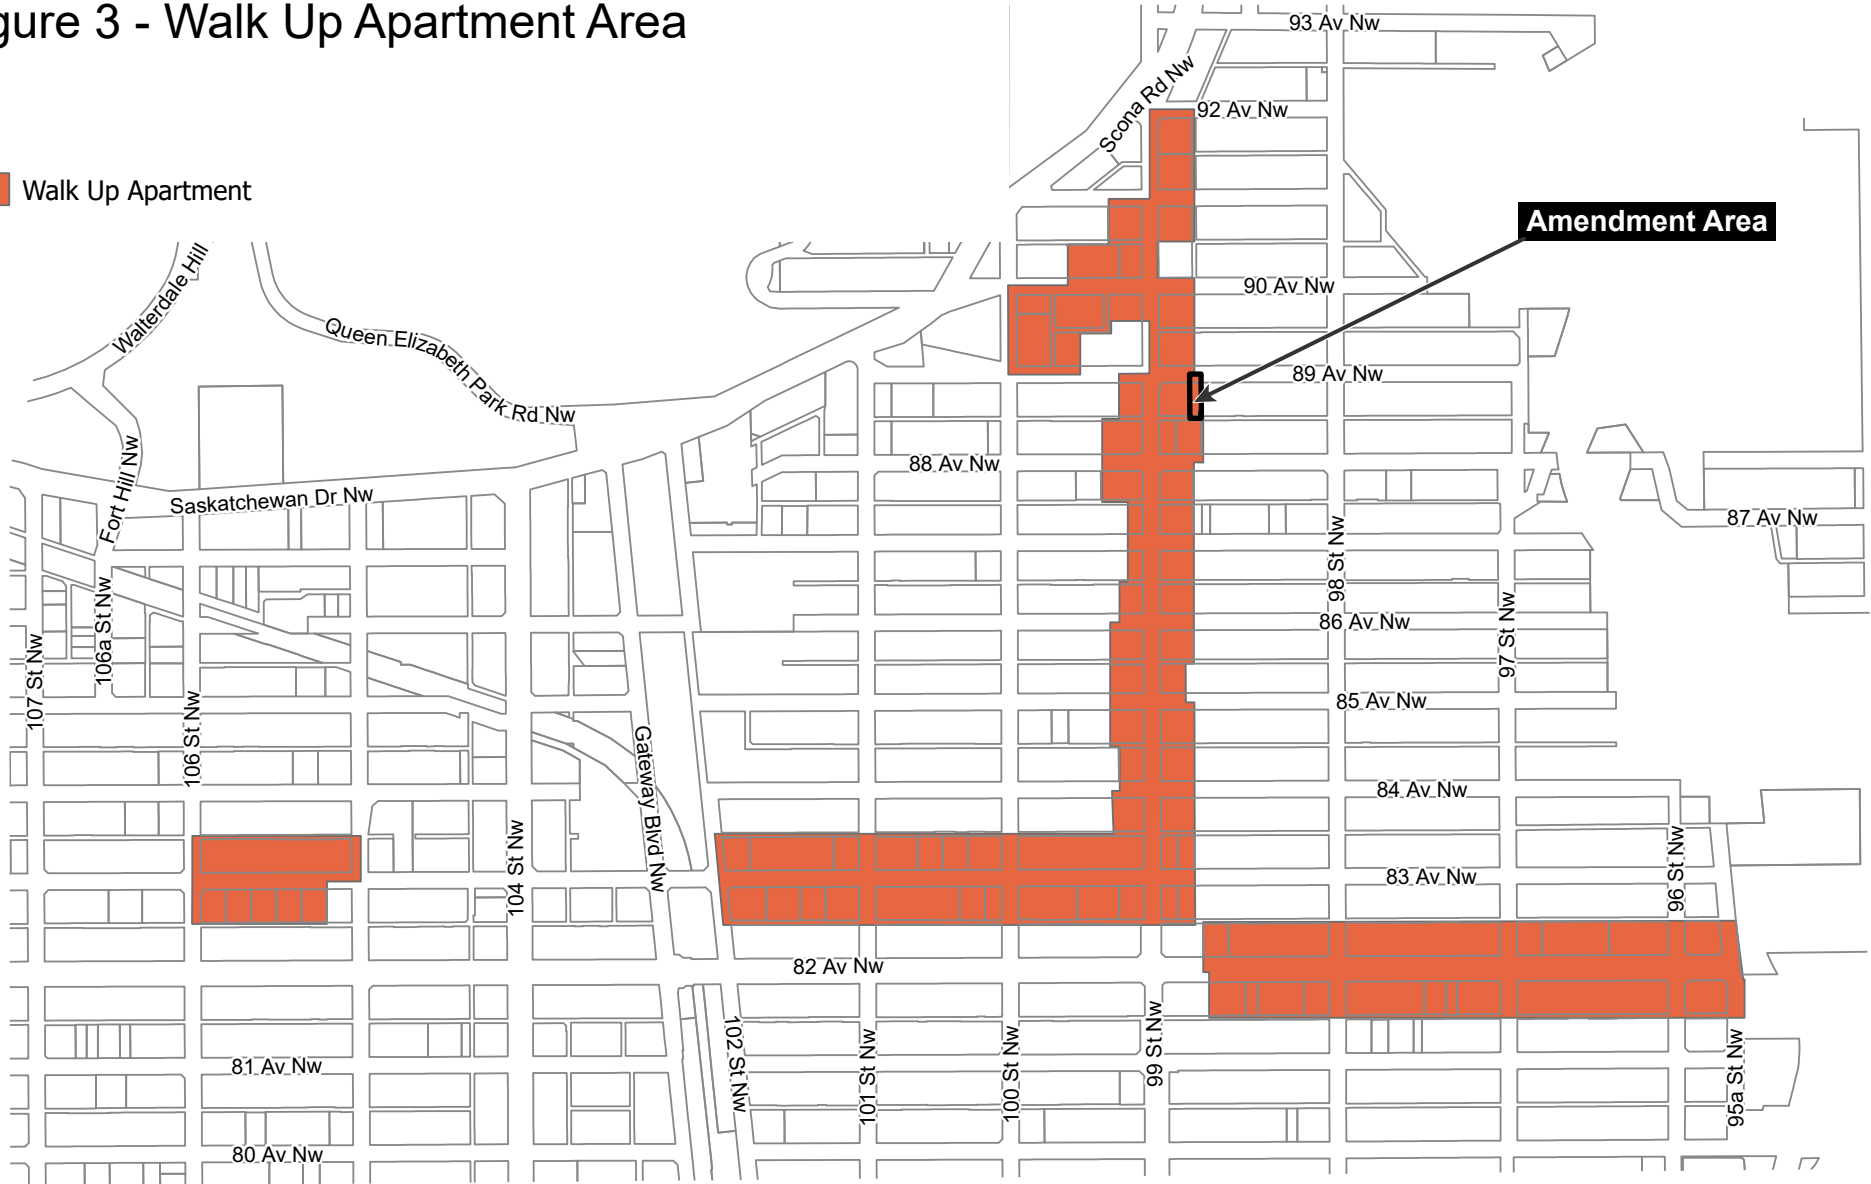 gure 3 - Walk Up Apartment Area
93 Av Nw
Scona Rd Nw
92 Av Nw
Walk Up Apartment
Amendment Area
Walterdale Hill
90 Av Nw
Queen Elizabeth Park Rd Nw
89 Av Nw
88 Av Nw
Fort Hill Nw
Saskatchewan Dr Nw
87 Av Nw
98 St Nw
106a St Nw
86 Av Nw
97 St Nw
107 St Nw
106 St Nw
85 Av Nw
Gateway Blvd Nw
84 Av Nw
104 St Nw
83 Av Nw
96 St Nw
82 Av Nw
102 St Nw
101 St Nw
100 St Nw
99 St Nw
95a St Nw
81 Av Nw
80 Av Nw